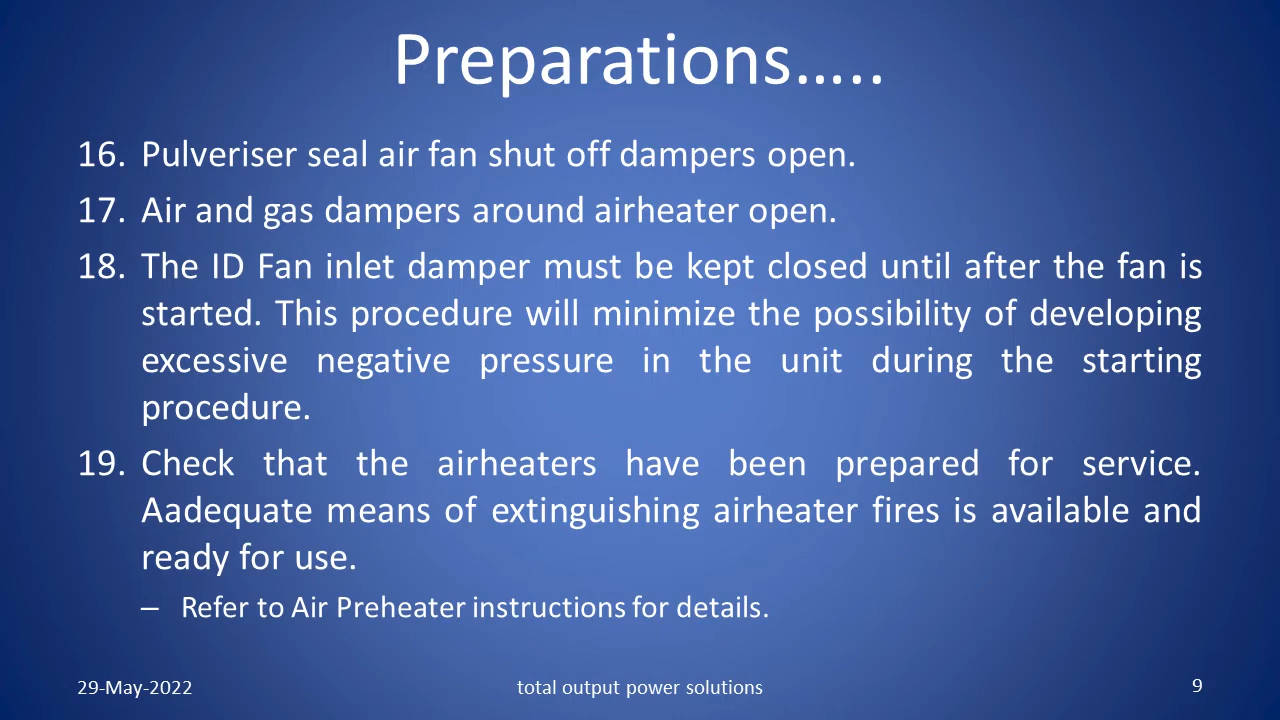 Preparations…..
16. Pulveriser seal air fan shut off dampers open.
17. Air and gas dampers around airheater open.
18. The ID Fan inlet damper must be kept closed until after the fan is
started. This procedure will minimize the possibility of developing
excessive negative pressure in the unit during the starting
procedure.
19. Check that the airheaters have been prepared for service.
Aadequate means of extinguishing airheater fires is available and
ready for use.
– Refer to Air Preheater instructions for details.
29-May-2022
total output power solutions
9